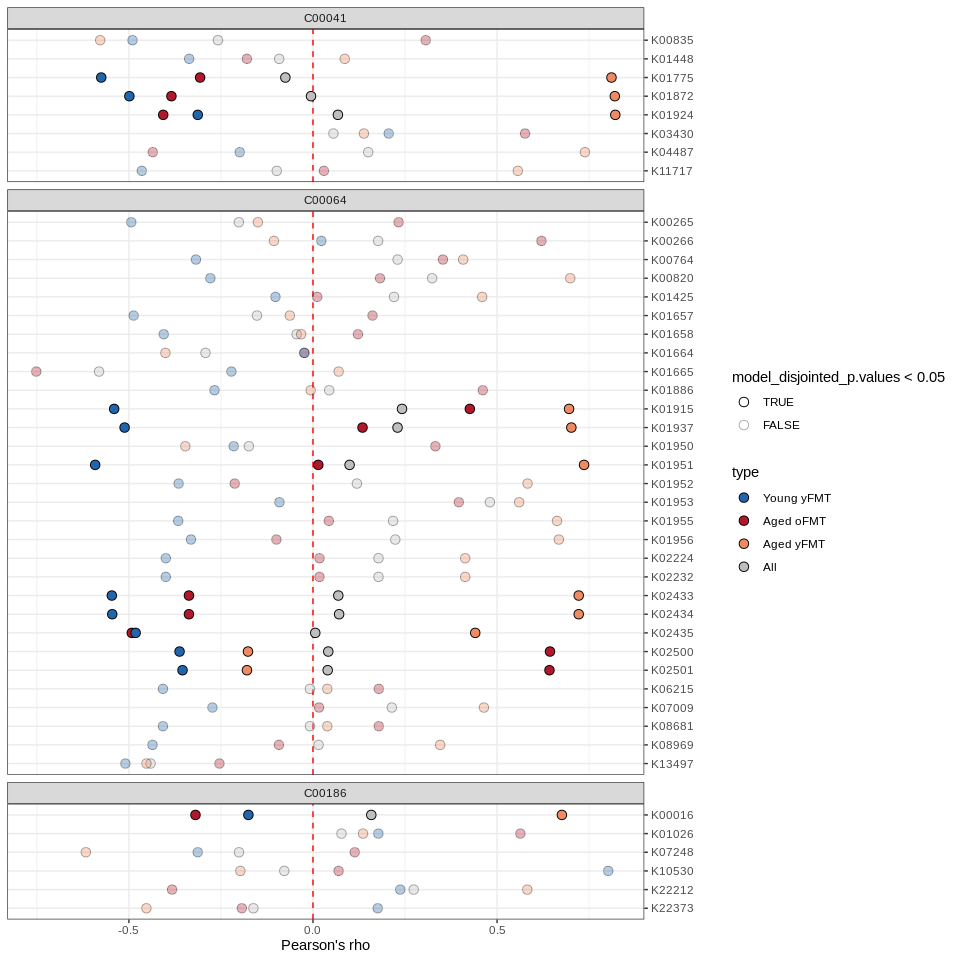 C00041
K00835
K01448
K01775
K01872
K01924
K03430
K04487
K11717
C00064
K00265
K00266
K00764
K00820
K01425
K01657
K01658
K01664
K01665
K01886
K01915
K01937
K01950
K01951
K01952
K01953
K01955
K01956
K02224
K02232
K02433
K02434
K02435
K02500
K02501
K06215
K07009
K08681
K08969
K13497
C00186
K00016
K01026
K07248
K10530
K22212
K22373
-0.5 0.0 0.5
Pearson's rho
model_disjointed_p.values < 0.05
TRUE
FALSE
type
Young yFMT
Aged oFMT
Aged yFMT
All